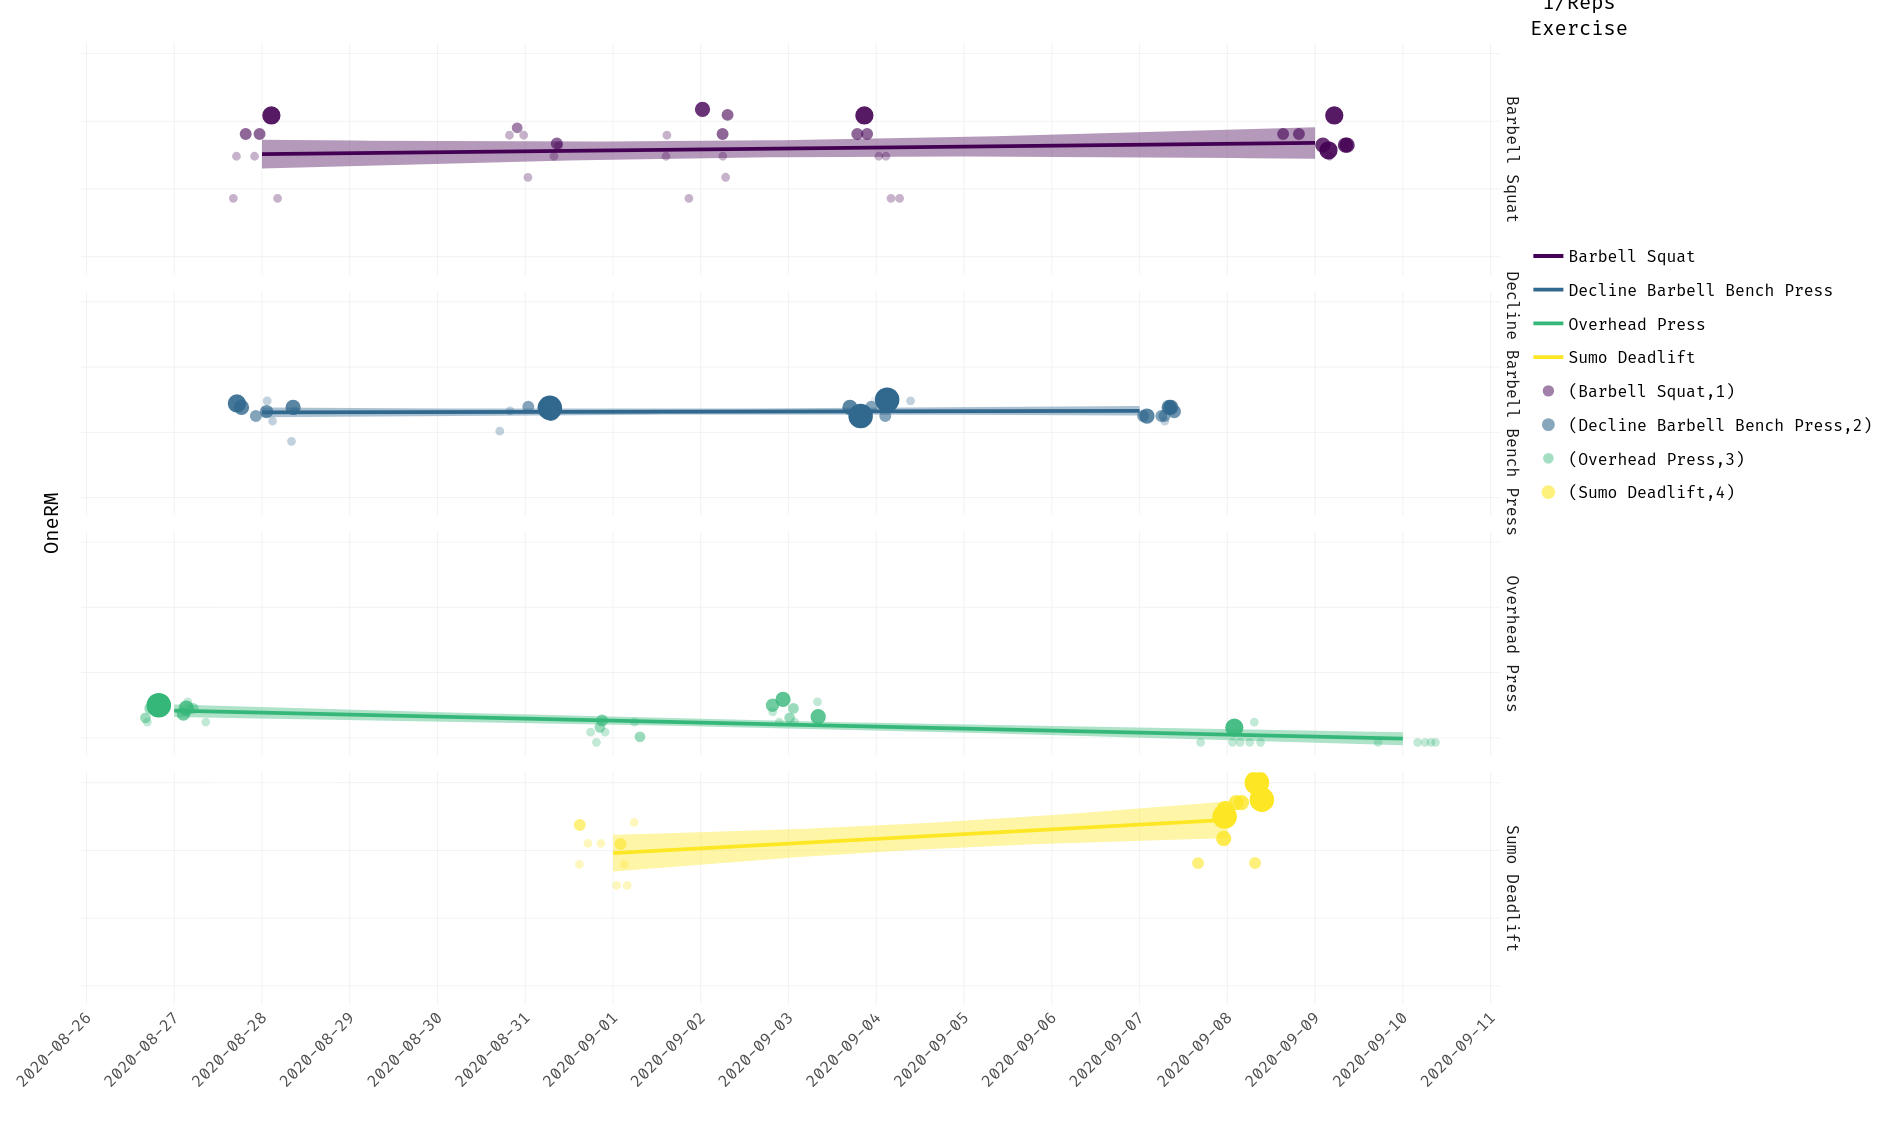 1/Reps
Exercise
Barbell Squat
Decline Barbell Bench Press
Overhead Press
Sumo Deadlift
OneRM
Barbell Squat
Decline Barbell Bench Press
Overhead Press
Sumo Deadlift
(Barbell Squat,1)
(Decline Barbell Bench Press,2)
(Overhead Press,3)
(Sumo Deadlift,4)
2020-08-26
2020-08-27
2020-08-28
2020-08-29
2020-08-30
2020-08-31
2020-09-01
2020-09-02
2020-09-03
2020-09-04
2020-09-05
2020-09-06
2020-09-07
2020-09-08
2020-09-09
2020-09-10
2020-09-11